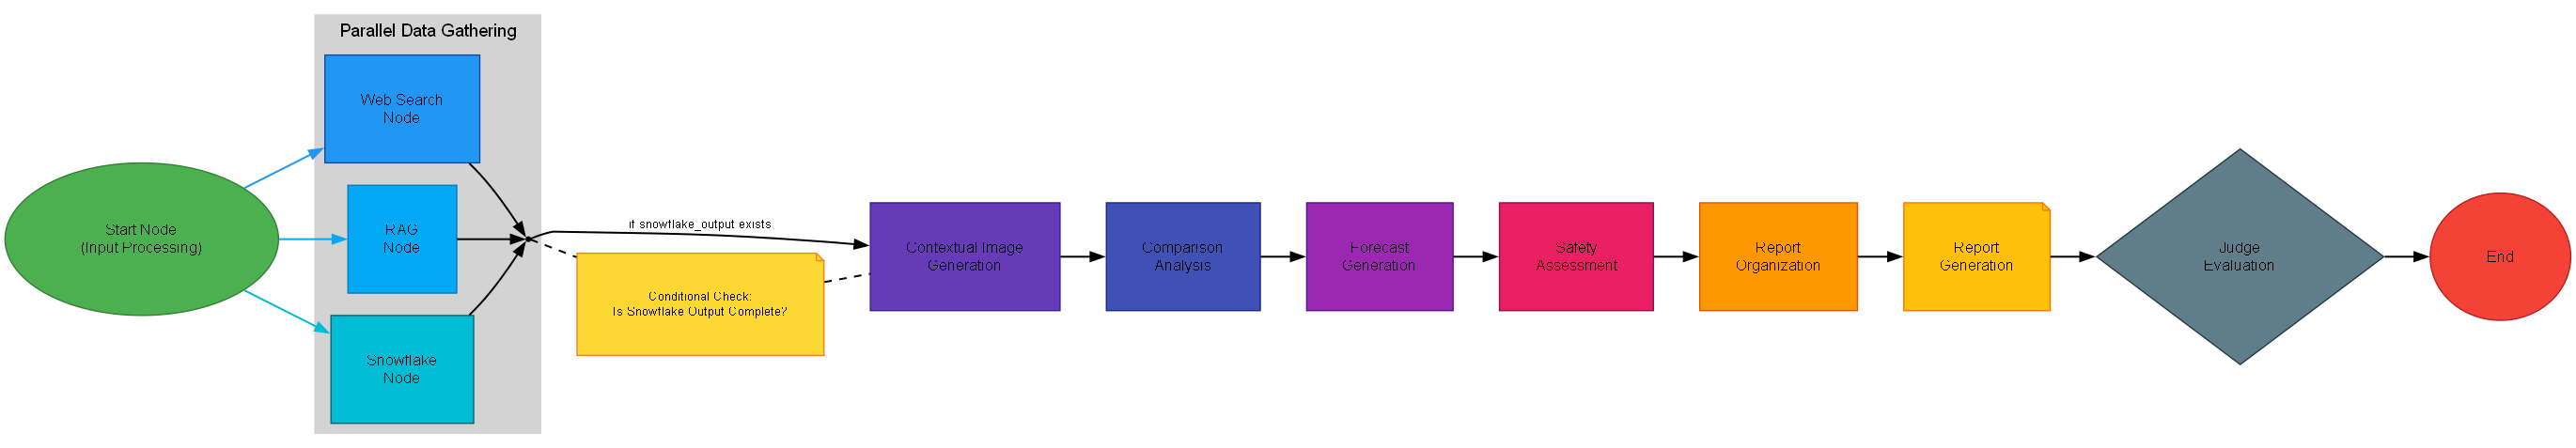 Parallel Data Gathering
Web Search
Node
Start Node
(Input Processing)
RAG
Node
Snowflake
Node
if snowflake_output exists
Conditional Check:
Is Snowflake Output Complete?
Contextual Image
Generation
Comparison
Analysis
Forecast
Generation
Safety
Assessment
Report
Organization
Report
Generation
Judge
Evaluation
End